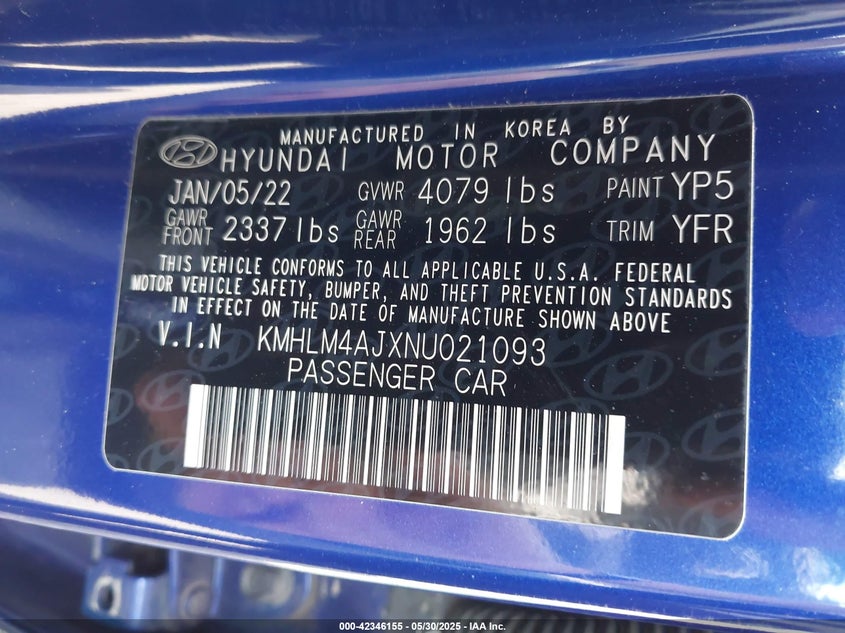 MANUFACTURED IN KOREA BY
HYUNDAI MOTOR COMPANY
JAN/05/22 GVWR 4079 lbs PAINT YP5
GAWR FRONT 2337 lbs GAWR REAR 1962 lbs TRIM YFR
THIS VEHICLE CONFORMS TO ALL APPLICABLE U.S.A. FEDERAL
MOTOR VEHICLE SAFETY, BUMPER, AND THEFT PREVENTION STANDARDS
IN EFFECT ON THE DATE OF MANUFACTURE SHOWN ABOVE
V.I.N KMHLM4AJXNU021093
PASSENGER CAR
000-42346155 - 05/30/2025 - IAA Inc.